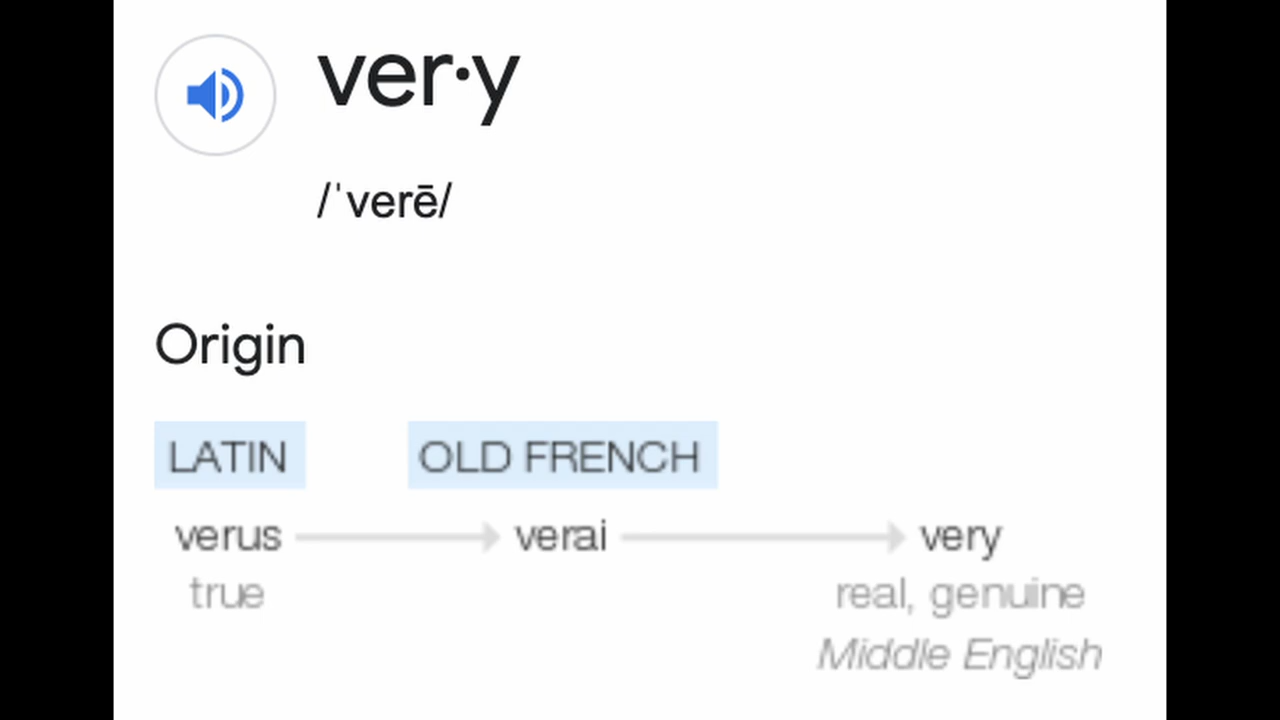 ver·y
/ˈverē/
Origin
LATIN OLD FRENCH
verus verai very
true real, genuine
Middle English